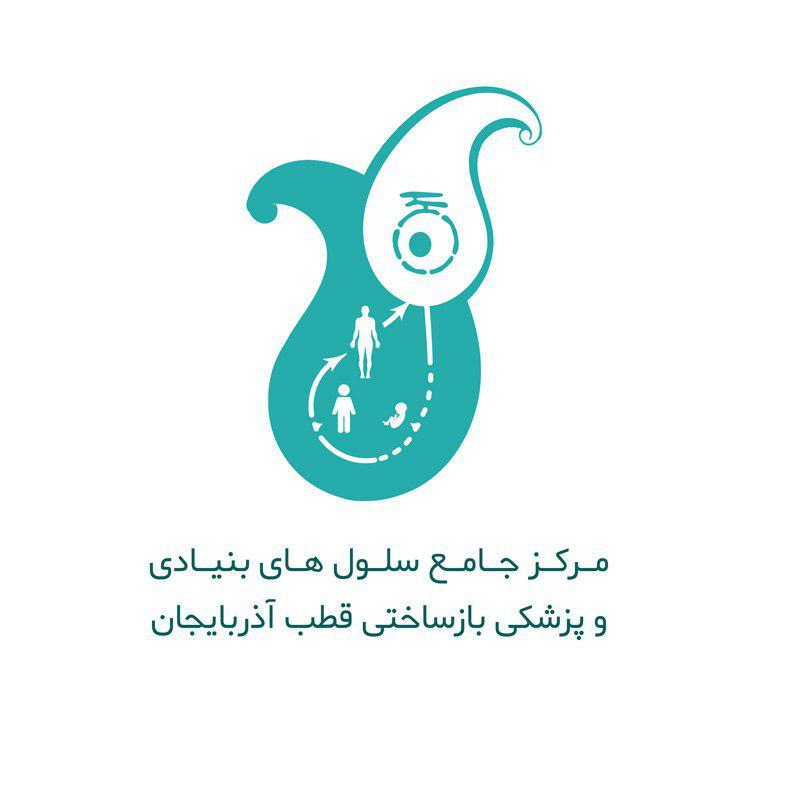 مرکز جامع سلول های بنیادی
و پزشکی بازساختی قطب آذربایجان